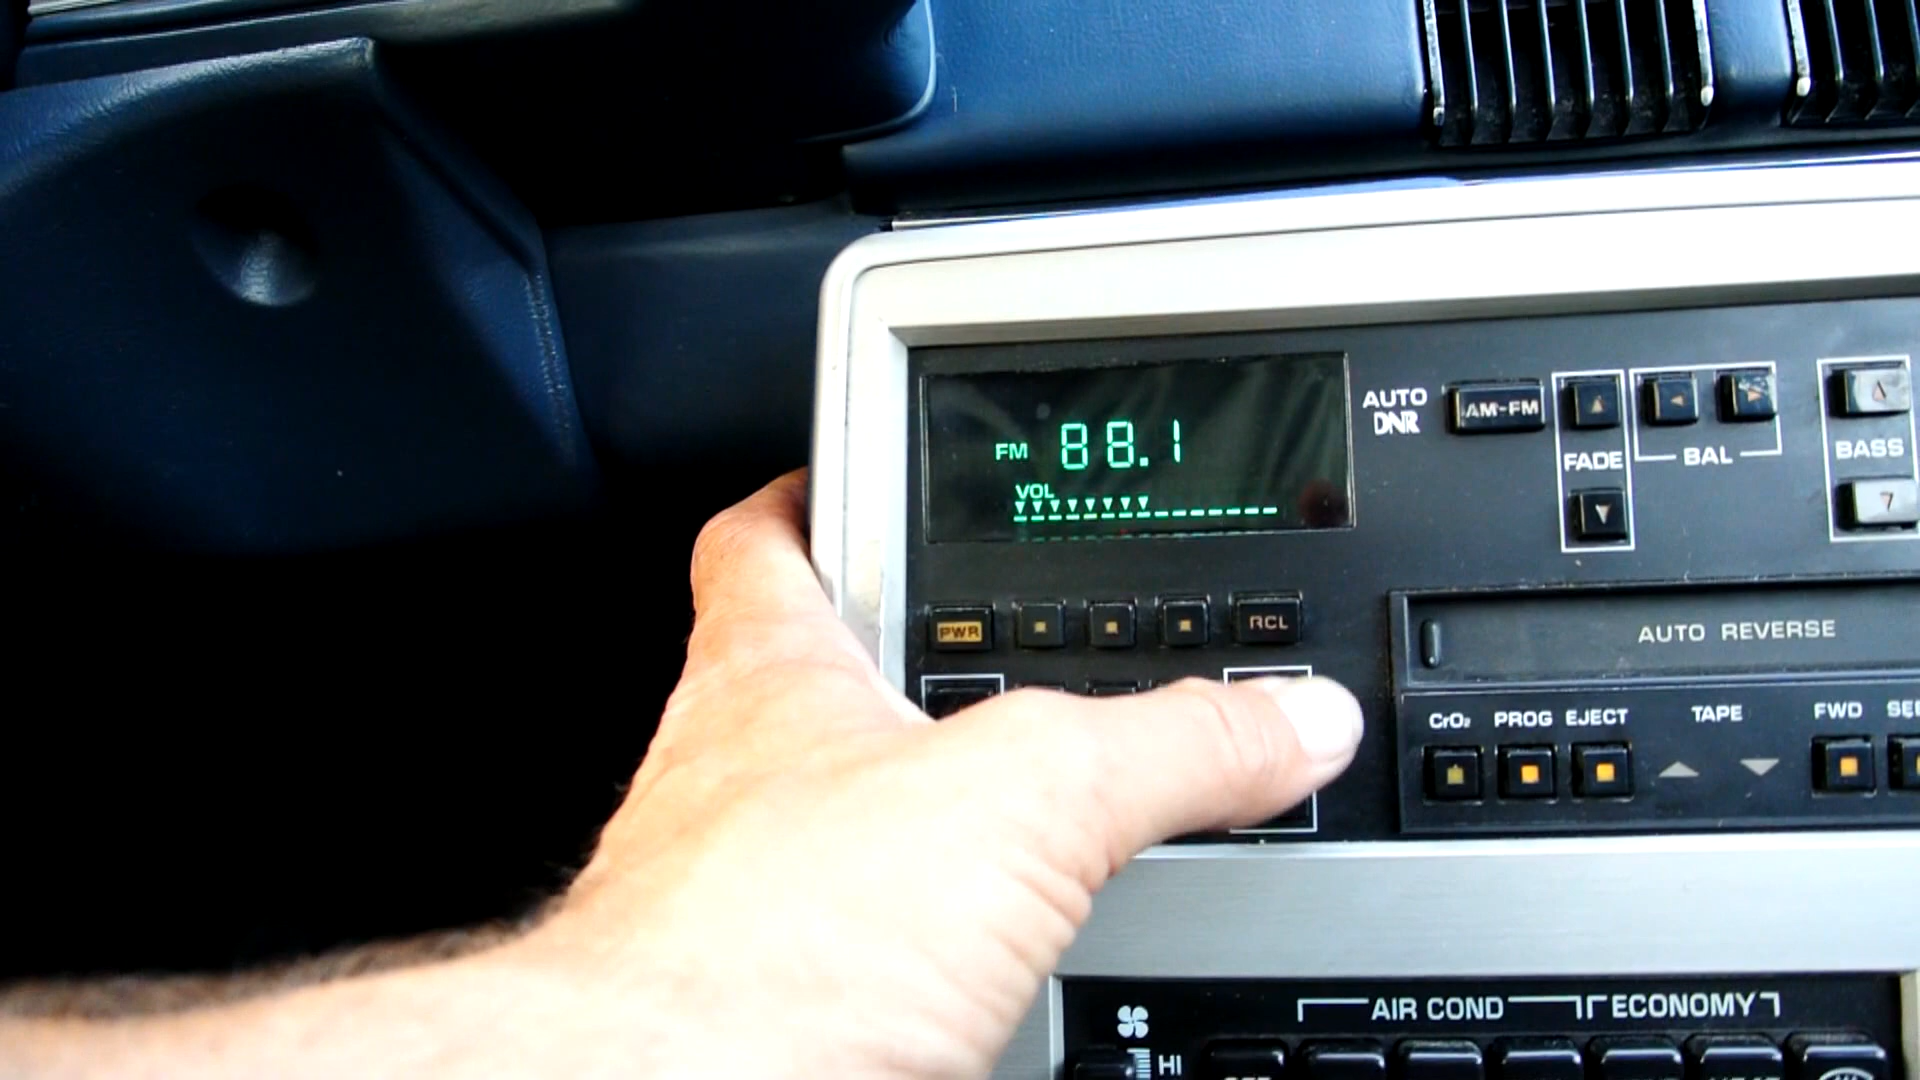 FM 88.1
VOL
AUTO
DNR
AM-FM
FADE
BAL
BASS
PWR
RCL
AUTO REVERSE
CrO₂ PROG EJECT TAPE FWD
AIR COND ECONOMY
HI